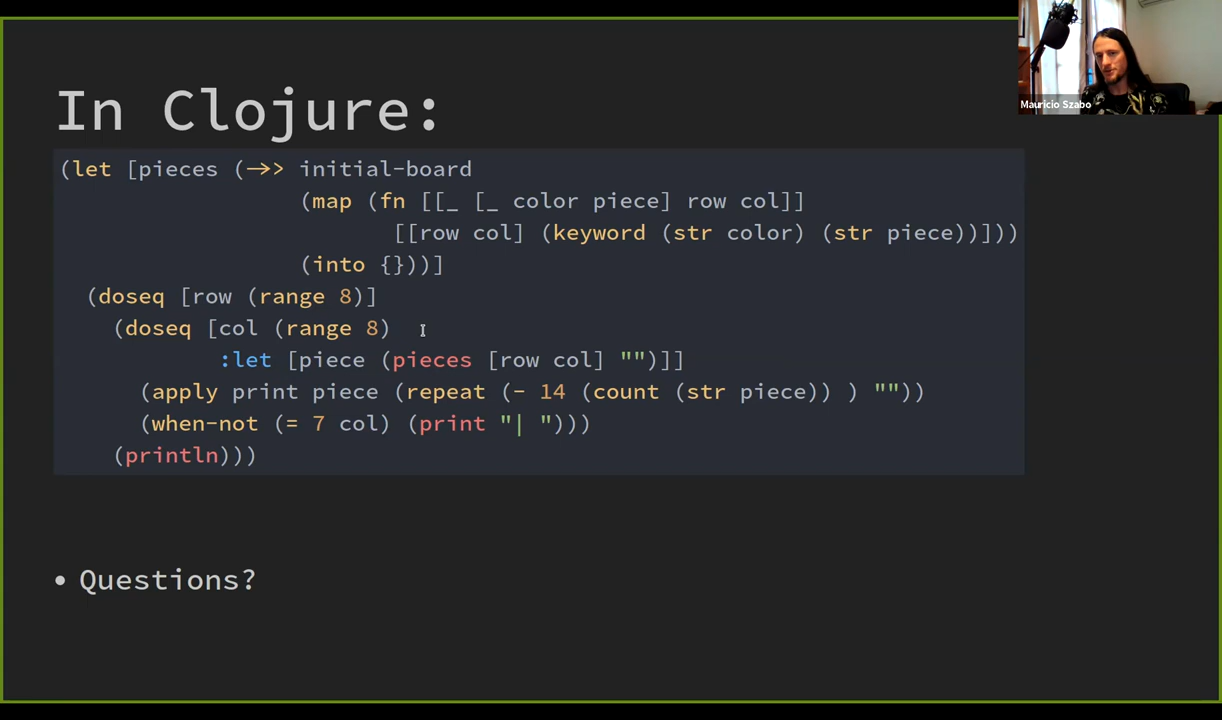 In Clojure:
(let [pieces (->> initial-board
(map (fn [[_ [_ color piece] row col]]
[[row col] (keyword (str color) (str piece))]))
(into {}))]
(doseq [row (range 8)]
(doseq [col (range 8)
:let [piece (pieces [row col] "")]]
(apply print piece (repeat (- 14 (count (str piece)) ) ""))
(when-not (= 7 col) (print "| ")))
(println)))
• Questions?
Mauricio Szabo